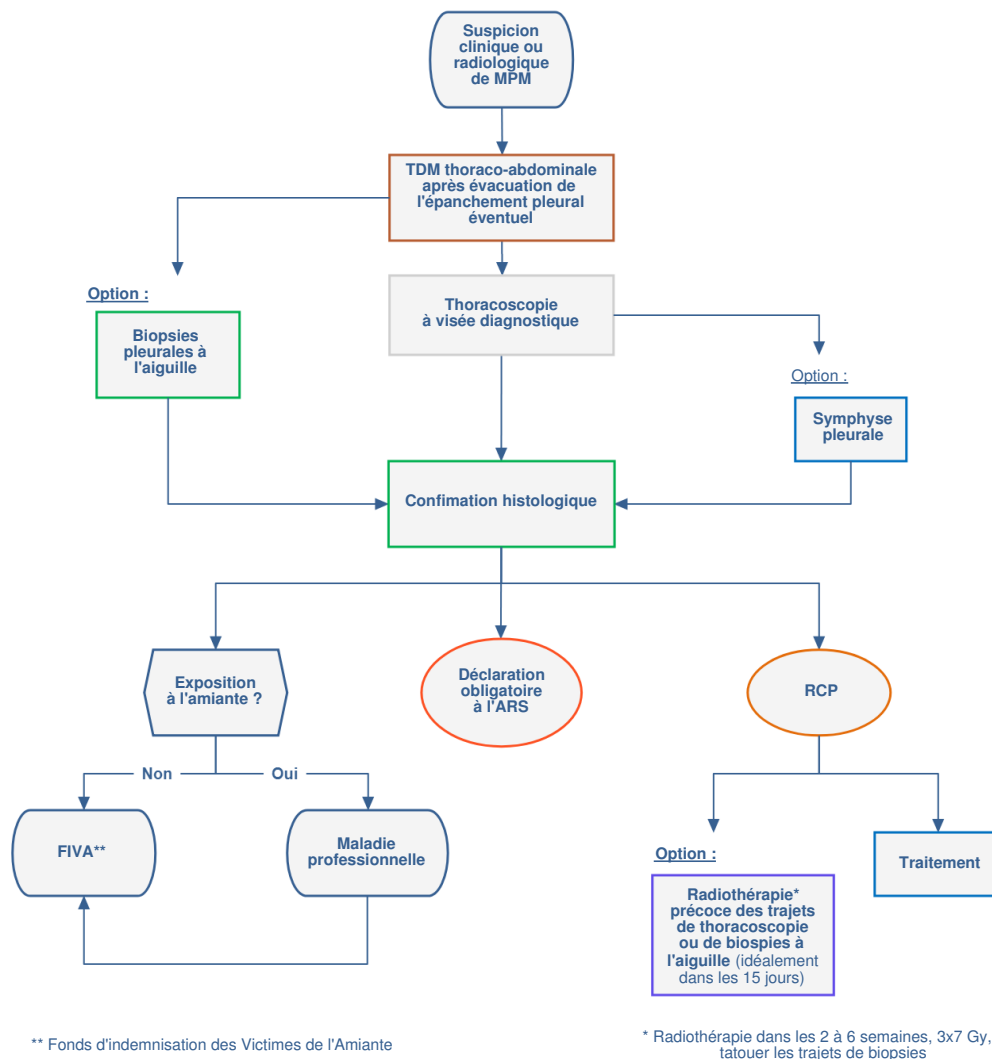 Suspicion
clinique ou
radiologique
de MPM
TDM thoraco-abdominale
après évacuation de
l'épanchement pleural
éventuel
Option :
Biopsies
pleurales à
l'aiguille
Thoracoscopie
à visée diagnostique
Option :
Symphyse
pleurale
Confimation histologique
Exposition
à l'amiante ?
Déclaration
obligatoire
à l'ARS
RCP
Non
Oui
FIVA**
Maladie
professionnelle
Option :
Radiothérapie*
précoce des trajets
de thoracoscopie
ou de biospies à
l'aiguille (idéalement
dans les 15 jours)
Traitement
** Fonds d'indemnisation des Victimes de l'Amiante
* Radiothérapie dans les 2 à 6 semaines, 3x7 Gy,
tatouer les trajets de biopsies